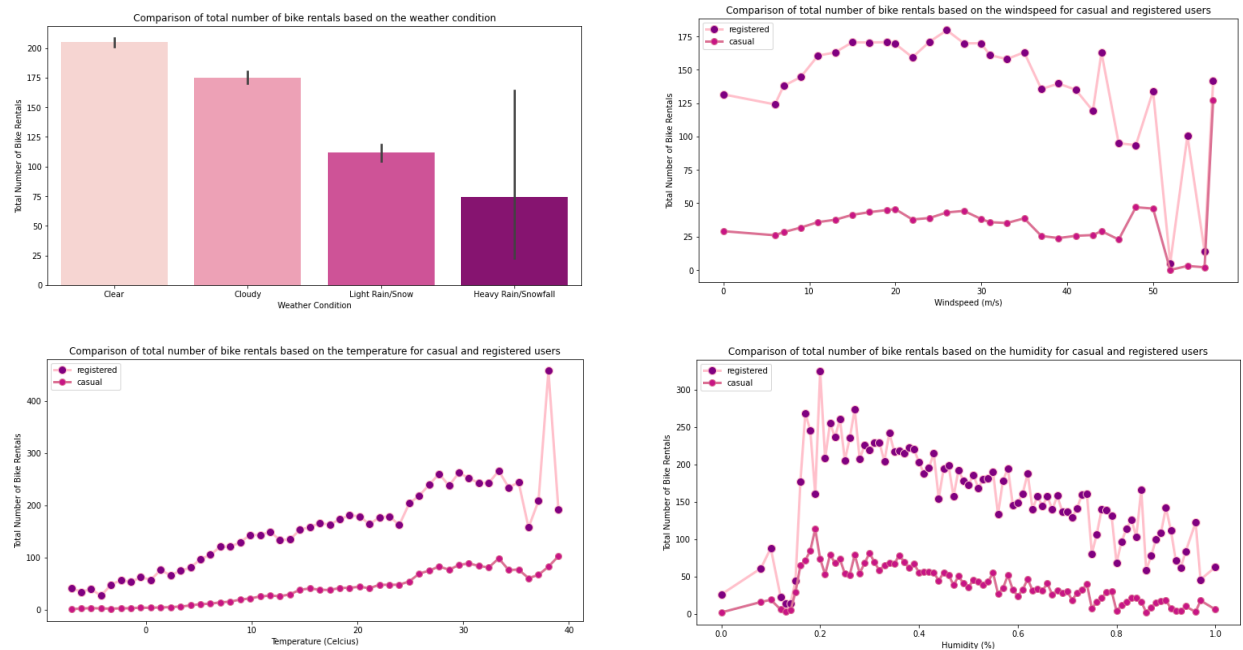 Comparison of total number of bike rentals based on the weather condition
Total Number of Bike Rentals
200
175
150
125
100
75
50
25
0
Clear
Cloudy
Light Rain/Snow
Heavy Rain/Snowfall
Weather Condition
Comparison of total number of bike rentals based on the windspeed for casual and registered users
registered
casual
Total Number of Bike Rentals
175
150
125
100
75
50
25
0
0
10
20
30
40
50
Windspeed (m/s)
Comparison of total number of bike rentals based on the temperature for casual and registered users
registered
casual
Total Number of Bike Rentals
400
300
200
100
0
0
10
20
30
40
Temperature (Celcius)
Comparison of total number of bike rentals based on the humidity for casual and registered users
registered
casual
Total Number of Bike Rentals
300
250
200
150
100
50
0
0.0
0.2
0.4
0.6
0.8
1.0
Humidity (%)